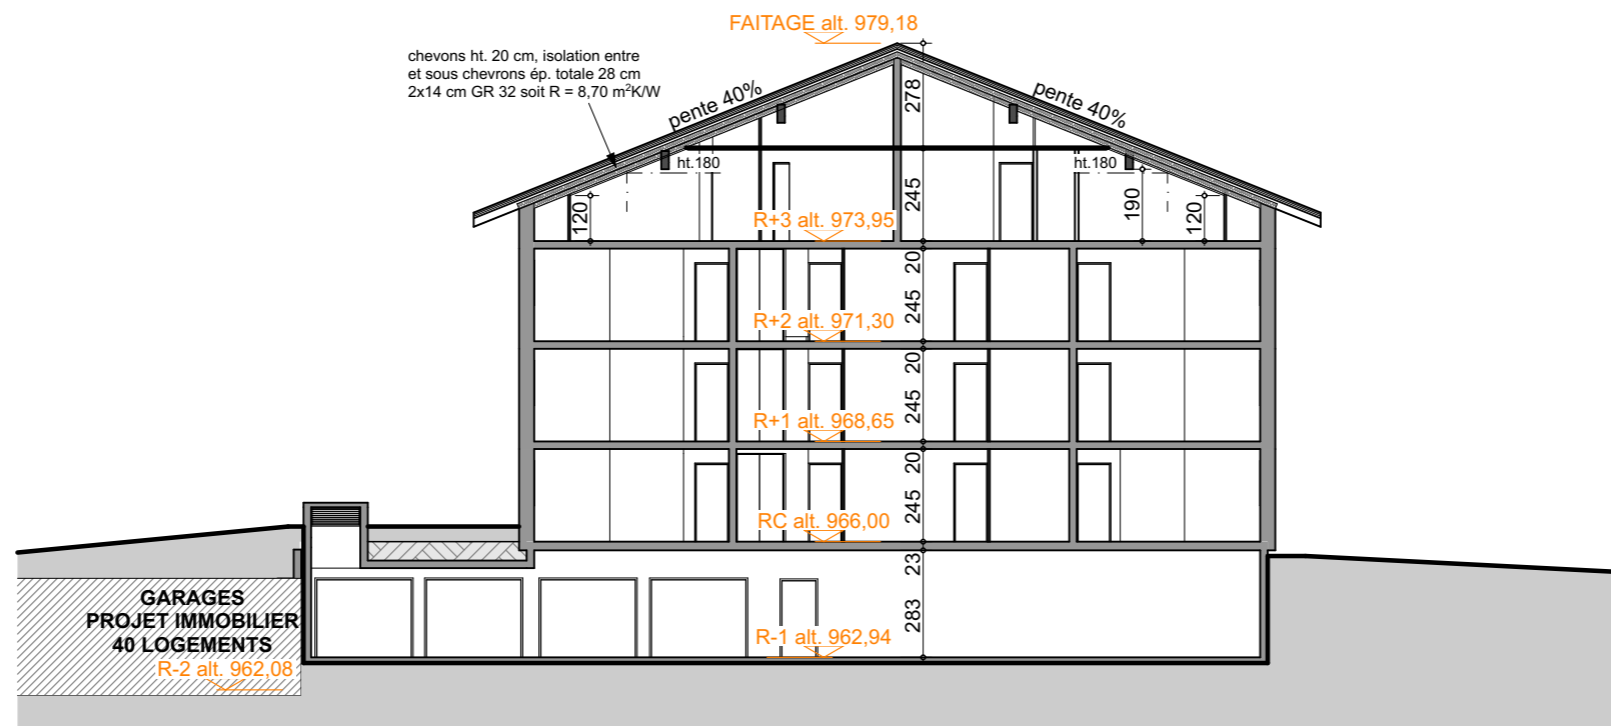 FAITAGE alt. 979,18
chevons ht. 20 cm, isolation entre
et sous chevrons ép. totale 28 cm
2x14 cm GR 32 soit R = 8,70 m²K/W
pente 40%
pente 40%
278
ht.180
ht.180
120
245
190
120
R+3 alt. 973,95
20
245
R+2 alt. 971,30
20
245
R+1 alt. 968,65
20
245
RC alt. 966,00
23
283
GARAGES
PROJET IMMOBILIER
40 LOGEMENTS
R-1 alt. 962,94
R-2 alt. 962,08